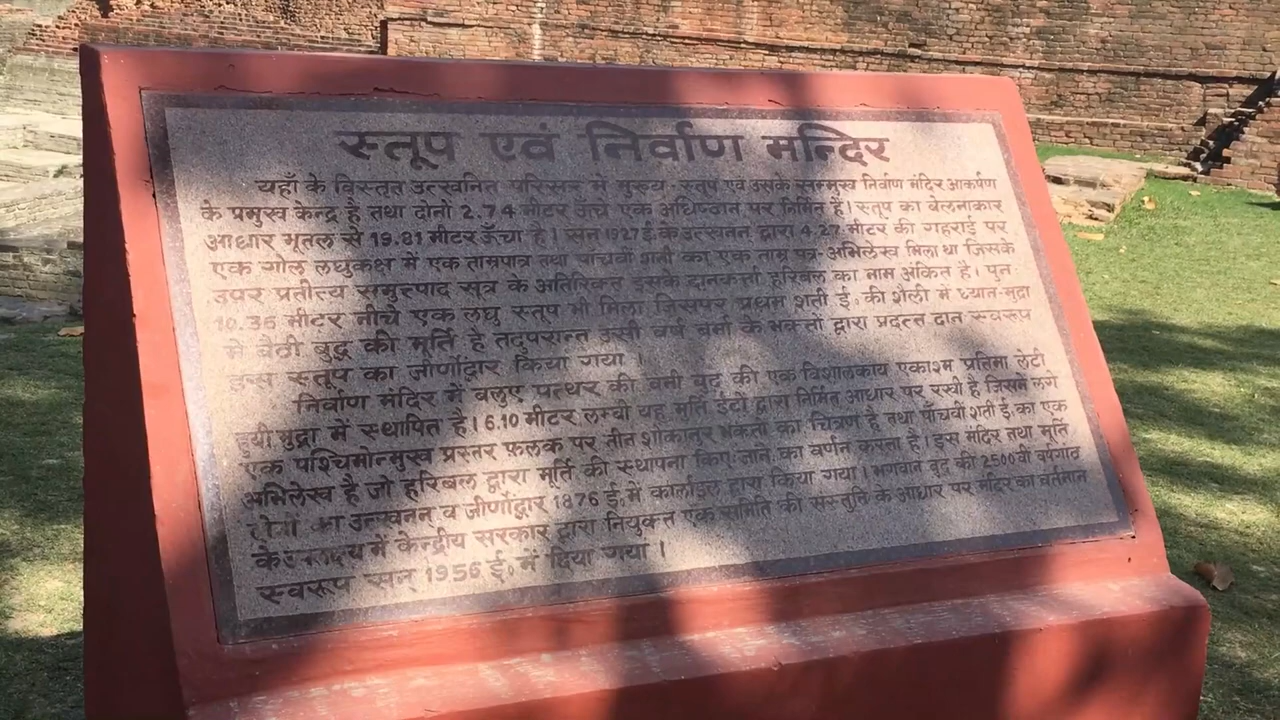 स्तूप एवं निर्वाण मन्दिर
यहाँ के विस्तृत उत्खनित परिसर में मुख्य स्तूप एवं उसके सम्मुख निर्वाण मंदिर आकर्षण
के प्रमुख केन्द्र है तथा दोनों 2.74 मीटर ऊंचे एक अधिष्ठान पर निर्मित हैं। स्तूप का बेलनाकार
आधार भूतल से 19.81 मीटर ऊँचा है। सन 1927 ई. के उत्खनन द्वारा 4.27 मीटर की गहराई पर
एक गोल लघुकक्ष में एक ताम्रपात्र तथा पांचवी शती का एक ताम्र पत्र-अभिलेख मिला था जिसके
उपर प्रतीत्य समुत्पाद सूत्र के अतिरिक्त इसके दानकर्त्ता हरिबल का नाम अंकित है। पुन
10.36 मीटर नीचे एक लघु स्तूप भी मिला जिसपर प्रथम शती ई. की शैली में ध्यान-मुद्रा
में बैठी बुद्ध की मूर्ति है तदुपरान्त उसी वर्ष बर्मा के भक्तों द्वारा प्रदत्त दान स्वरूप
इस स्तूप का जीर्णोद्वार किया गया।
निर्वाण मंदिर में बलुए पत्थर की बनी बुद्ध की एक विशालकाय एकाश्म प्रतिमा लेटी
हुयी मुद्रा में स्थापित है। 6.10 मीटर लम्बी यह मूर्ति ईंटों द्वारा निर्मित आधार पर रखी है जिसमें लगे
एक पश्चिमोन्मुख प्रस्तर फ़लक पर तीन शोकातुर भक्तों का चित्रण है तथा पाँचवीं शती ई. का एक
अभिलेख है जो हरिबल द्वारा मूर्ति की स्थापना किए जाने का वर्णन करता है। इस मंदिर तथा मूर्ति
दोनों का उत्खनन व जीर्णोद्वार 1876 ई. में कार्लाइल द्वारा किया गया। भगवान बुद्ध की 2500वीं वर्षगांठ
के में केन्द्रीय सरकार द्वारा नियुक्त एक समिति की संस्तुति के आधार पर मंदिर का वर्तमान
स्वरूप सन् 1956 ई. में दिया गया।